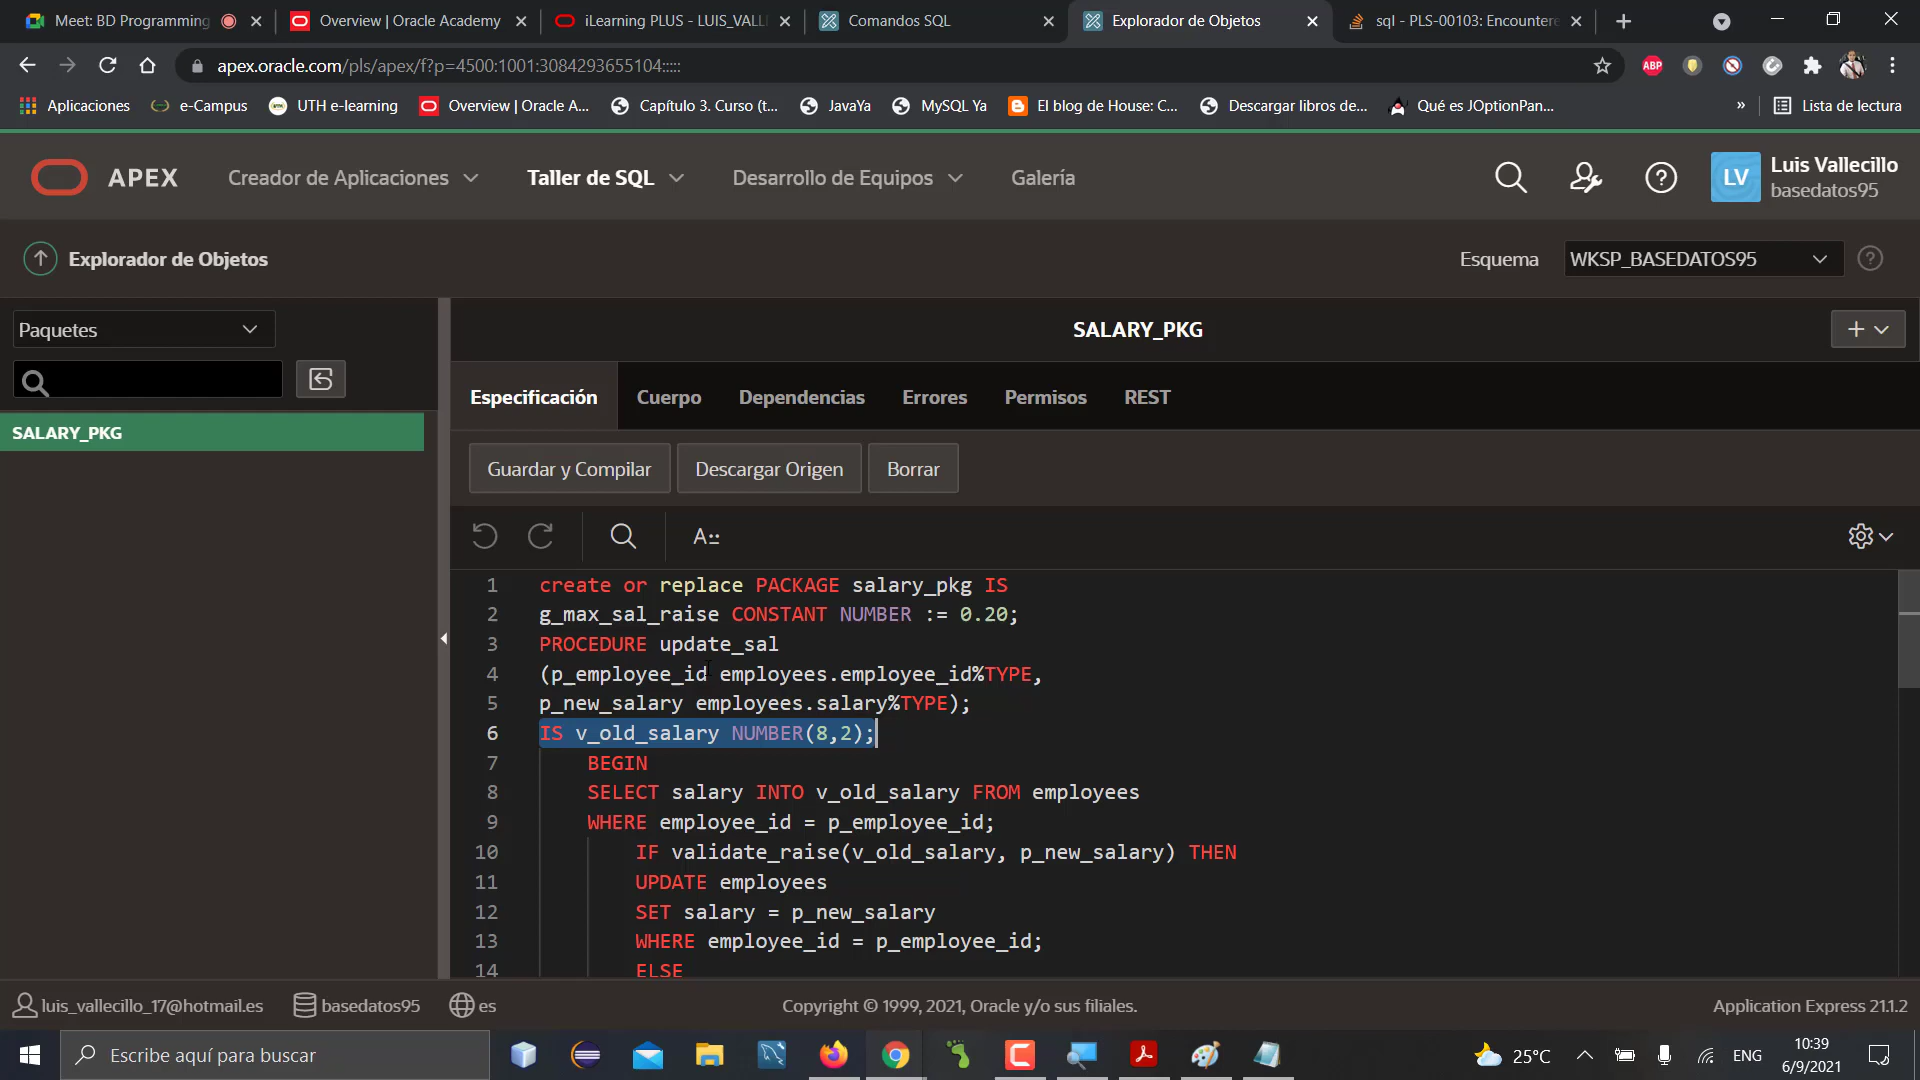 Meet: BD Programming
Overview | Oracle Academy
iLearning PLUS - LUIS_VALL
Comandos SQL
Explorador de Objetos
sql - PLS-00103: Encountere
apex.oracle.com/pls/apex/f?p=4500:1001:3084293655104:::::
ABP
Aplicaciones
e-Campus
UTH e-learning
Overview | Oracle A...
Capítulo 3. Curso (t...
JavaYa
MySQL Ya
El blog de House: C...
Descargar libros de...
Qué es JOptionPan...
»
Lista de lectura
APEX
Creador de Aplicaciones
Taller de SQL
Desarrollo de Equipos
Galería
LV
Luis Vallecillo
basedatos95
Explorador de Objetos
Esquema
WKSP_BASEDATOS95
Paquetes
SALARY_PKG
SALARY_PKG
Especificación
Cuerpo
Dependencias
Errores
Permisos
REST
Guardar y Compilar
Descargar Origen
Borrar
1 create or replace PACKAGE salary_pkg IS
2 g_max_sal_raise CONSTANT NUMBER := 0.20;
3 PROCEDURE update_sal
4 (p_employee_id employees.employee_id%TYPE,
5 p_new_salary employees.salary%TYPE);
6 IS v_old_salary NUMBER(8,2);
7 BEGIN
8 SELECT salary INTO v_old_salary FROM employees
9 WHERE employee_id = p_employee_id;
10 IF validate_raise(v_old_salary, p_new_salary) THEN
11 UPDATE employees
12 SET salary = p_new_salary
13 WHERE employee_id = p_employee_id;
14 ELSE
luis_vallecillo_17@hotmail.es
basedatos95
es
Copyright © 1999, 2021, Oracle y/o sus filiales.
Application Express 21.1.2
Escribe aquí para buscar
25°C
ENG
10:39
6/9/2021